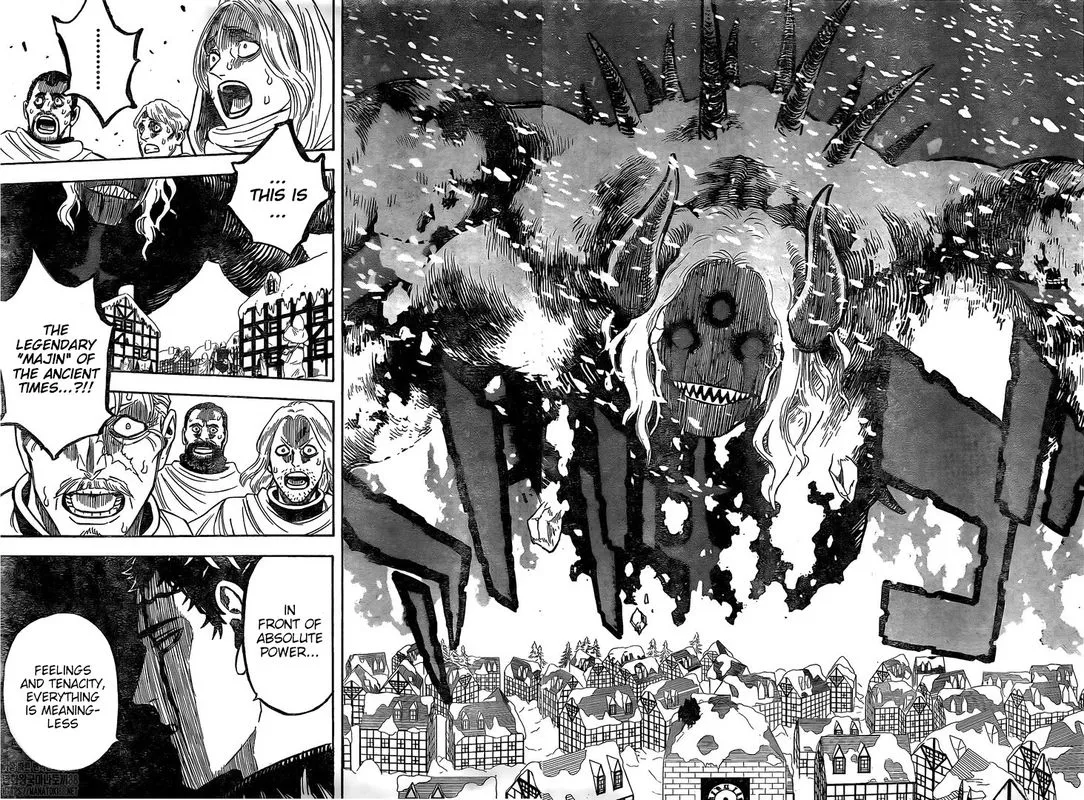 ............
... THIS IS ...
THE
LEGENDARY
"MAJIN" OF
THE ANCIENT
TIMES...?!!
IN
FRONT OF
ABSOLUTE
POWER...
FEELINGS
AND TENACITY,
EVERYTHING
IS MEANING-
LESS